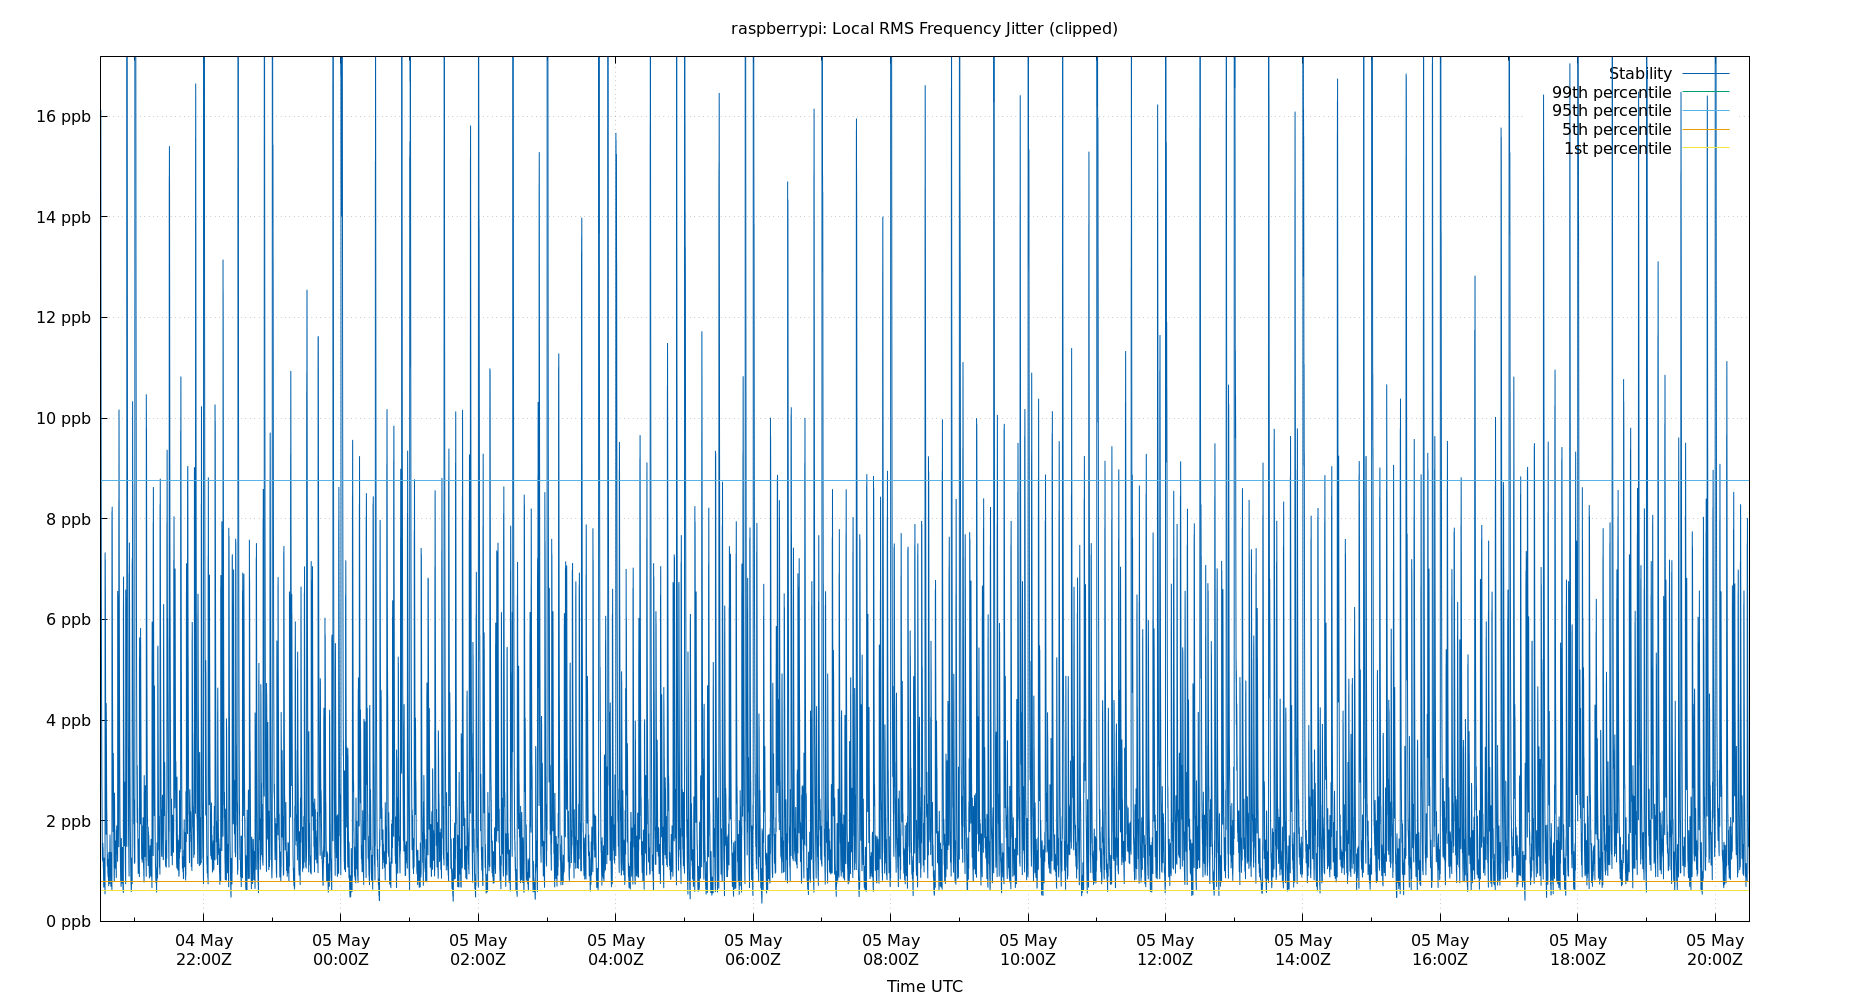 raspberrypi: Local RMS Frequency Jitter (clipped)
Stability
99th percentile
95th percentile
5th percentile
1st percentile
16 ppb
14 ppb
12 ppb
10 ppb
8 ppb
6 ppb
4 ppb
2 ppb
0 ppb
04 May 05 May 05 May 05 May 05 May 05 May 05 May 05 May 05 May 05 May 05 May 05 May
22:00Z 00:00Z 02:00Z 04:00Z 06:00Z 08:00Z 10:00Z 12:00Z 14:00Z 16:00Z 18:00Z 20:00Z
Time UTC